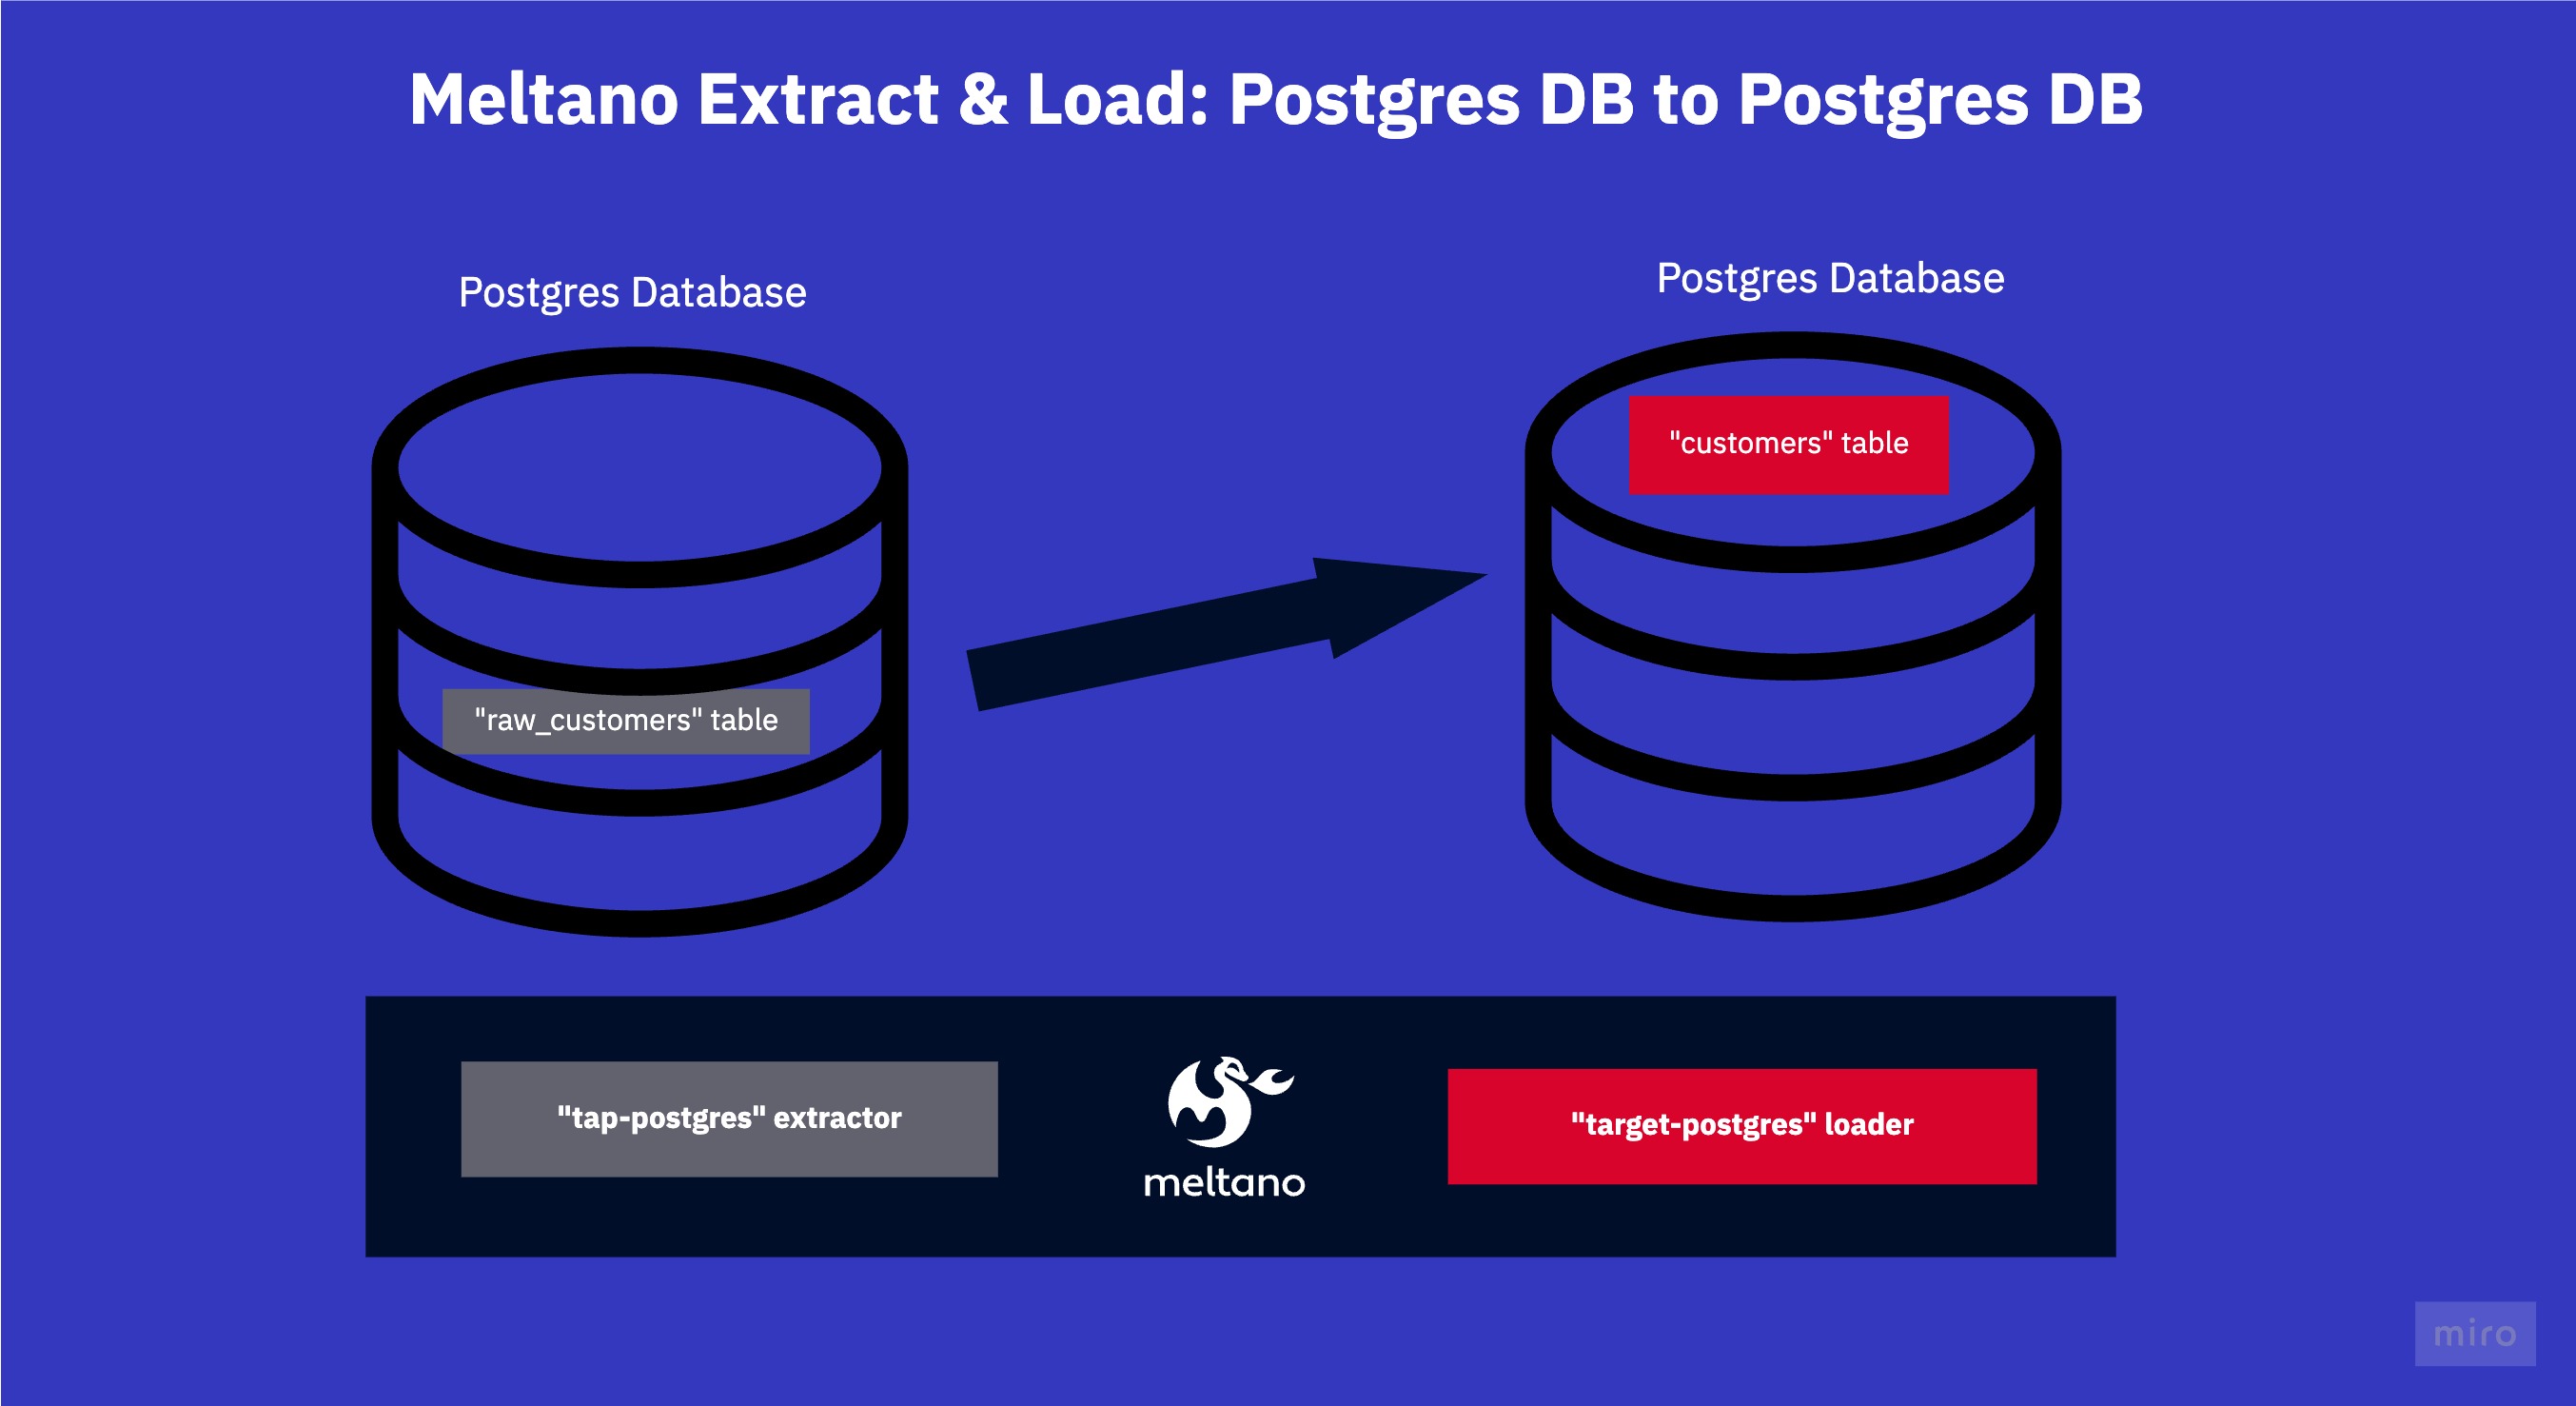 Meltano Extract & Load: Postgres DB to Postgres DB
Postgres Database
Postgres Database
"customers" table
"raw_customers" table
"tap-postgres" extractor
meltano
"target-postgres" loader
miro